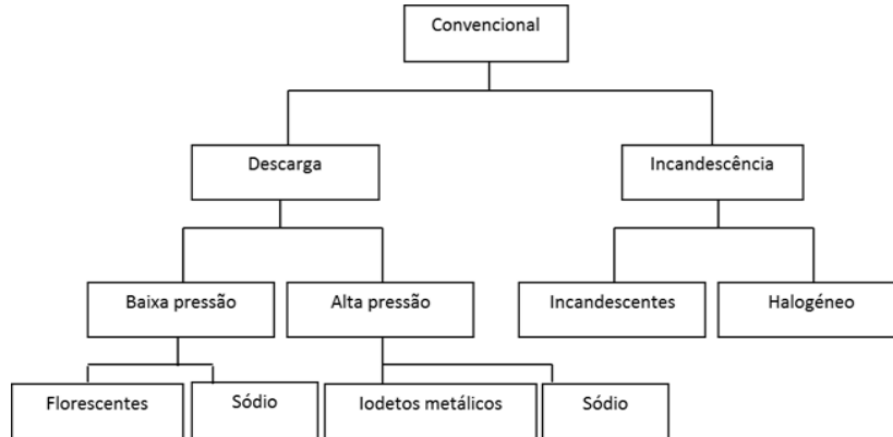 Convencional
Descarga
Incandescência
Baixa pressão
Alta pressão
Incandescentes
Halogéneo
Florescentes
Sódio
Iodetos metálicos
Sódio